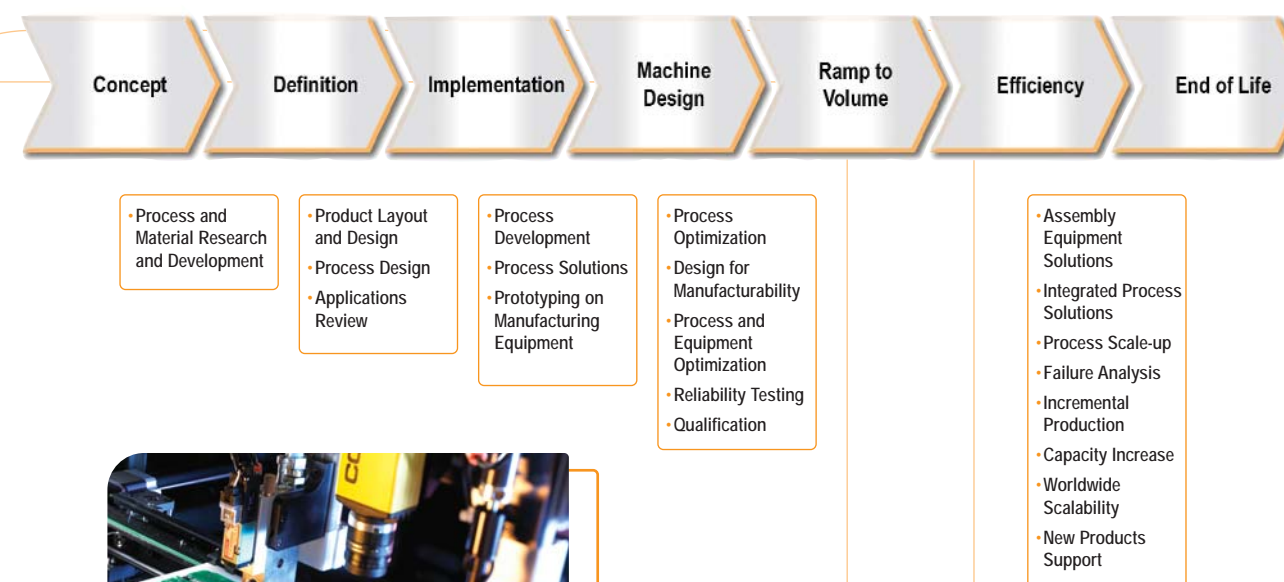 Concept
Definition
Implementation
Machine
Design
Ramp to
Volume
Efficiency
End of Life
•Process and
Material Research
and Development
•Product Layout
and Design
•Process Design
•Applications
Review
•Process
Development
•Process Solutions
•Prototyping on
Manufacturing
Equipment
•Process
Optimization
•Design for
Manufacturability
•Process and
Equipment
Optimization
•Reliability Testing
•Qualification
•Assembly
Equipment
Solutions
•Integrated Process
Solutions
•Process Scale-up
•Failure Analysis
•Incremental
Production
•Capacity Increase
•Worldwide
Scalability
•New Products
Support